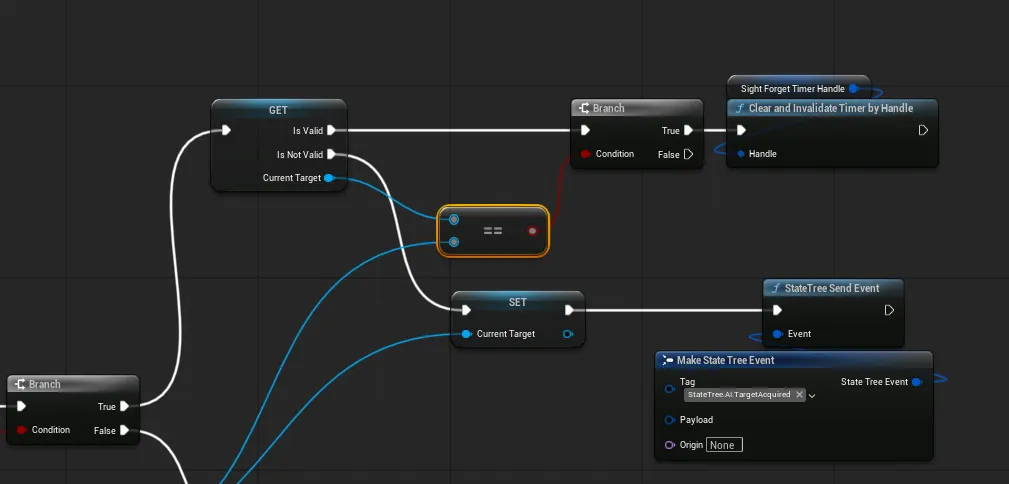 GET
Is Valid
Is Not Valid
Current Target
Branch
True
Condition
False
Sight Forget Timer Handle
Clear and Invalidate Timer by Handle
Handle
==
SET
Current Target
StateTree Send Event
Event
Make State Tree Event
Tag
State Tree Event
StateTree.AI.TargetAcquired
Payload
Origin None
Branch
True
Condition
False